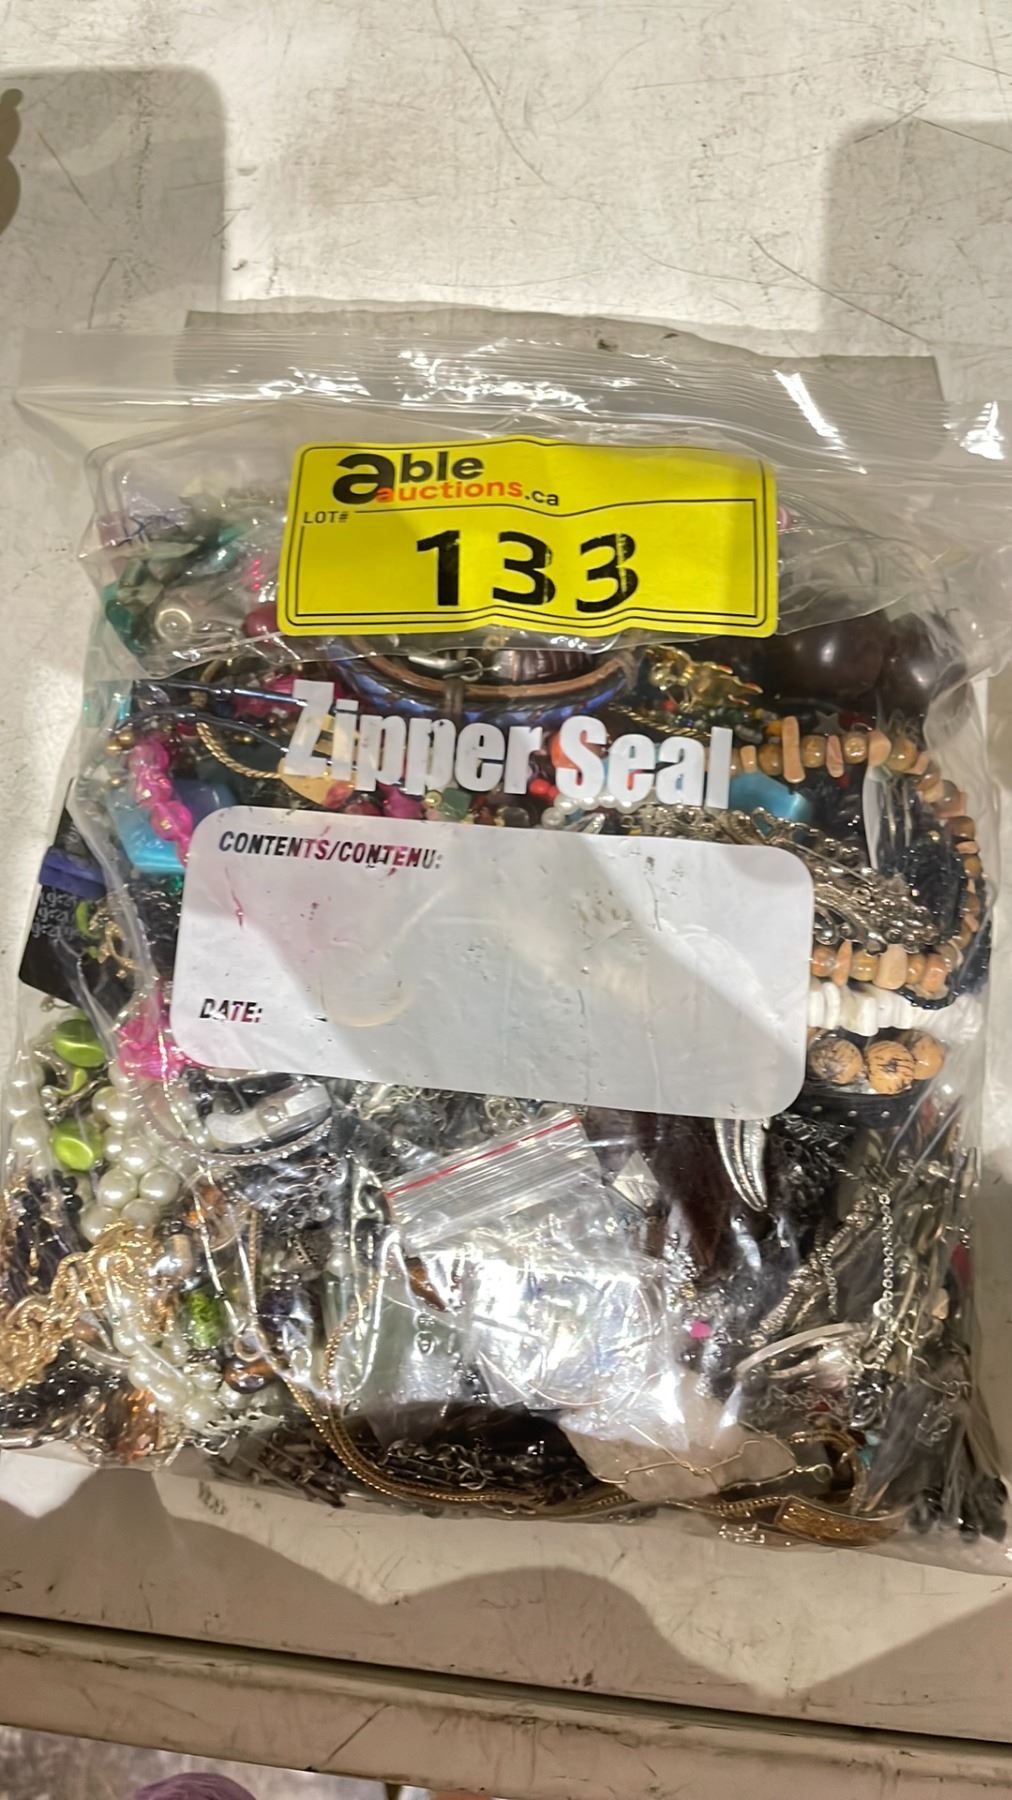 able
auctions.ca
LOT#
133
Zipper Seal
CONTENTS/CONTENU:
DATE: